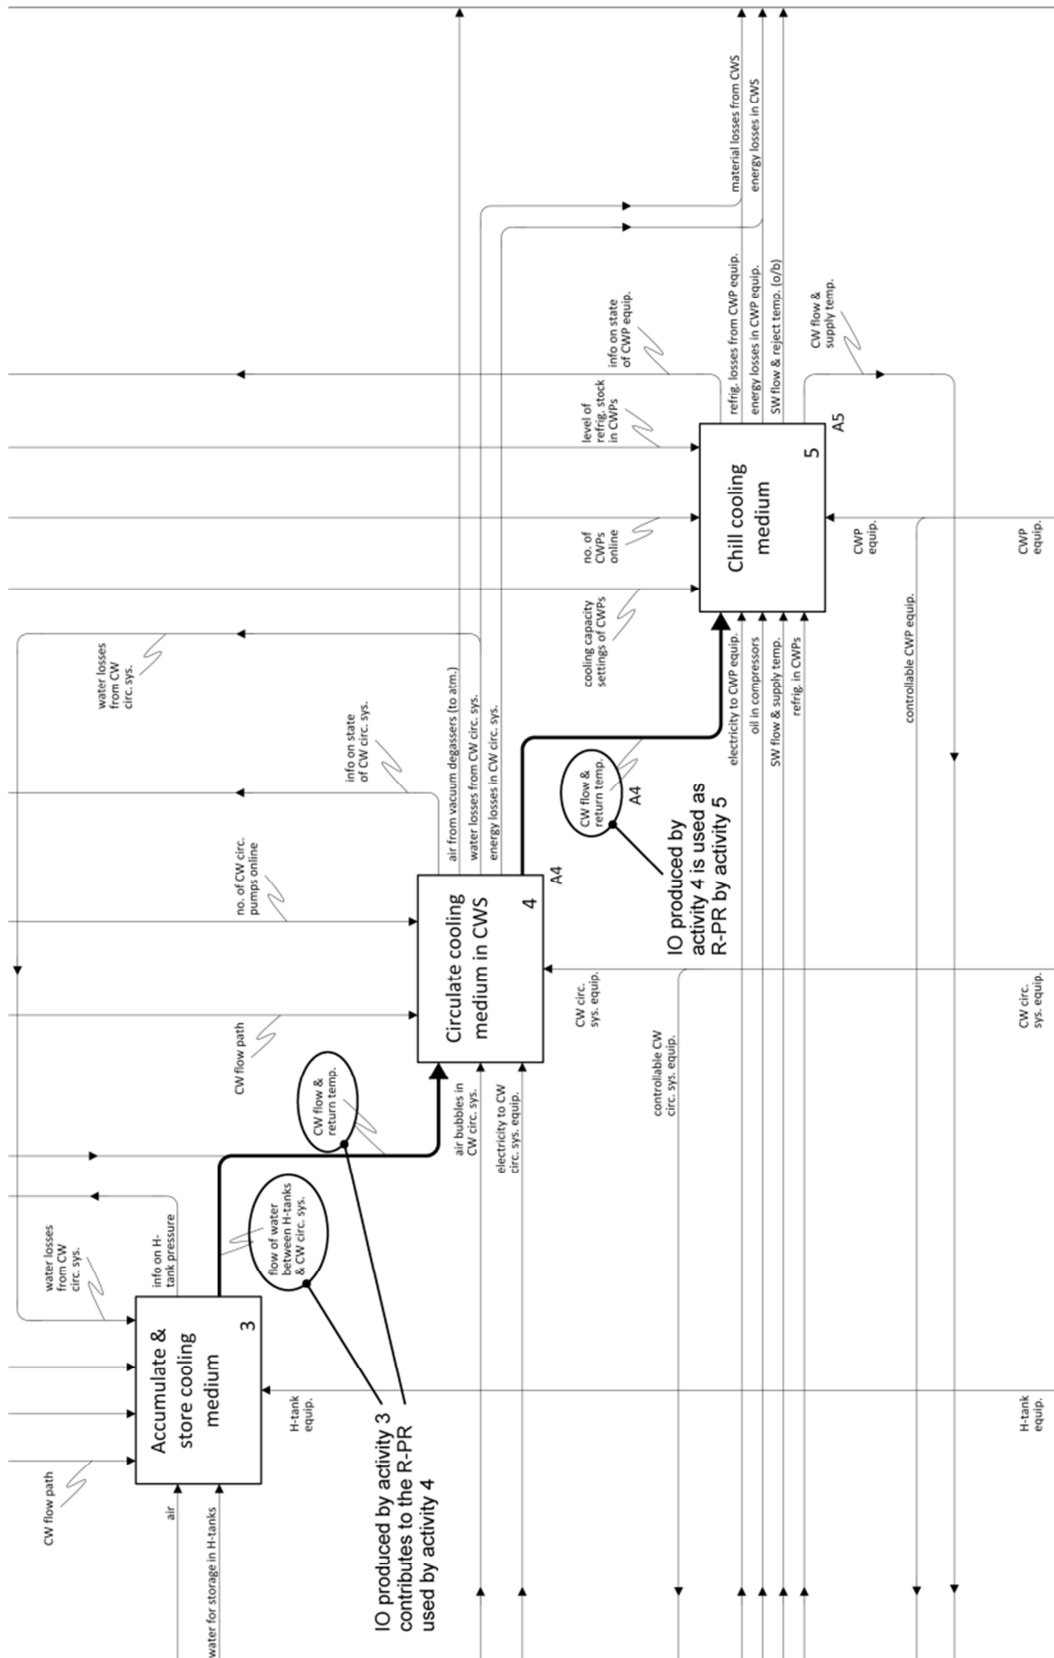 CW flow path
air
water for storage in H-tanks
Accumulate &
store cooling
medium
3
water losses
from CW
circ. sys.
info on H-
tank pressure
H-tank
equip.
H-tank
equip.
flow of water
between H-tanks
& CW circ. sys.
CW flow &
return temp.
IO produced by activity 3
contributes to the R-PR
used by activity 4
CW flow path
no. of CW circ.
pumps online
info on state
of CW circ. sys.
water losses
from CW
circ. sys.
air bubbles in
CW circ. sys.
electricity to CW
circ. sys. equip.
Circulate cooling
medium in CWS
4
A4
air from vacuum degassers (to atm.)
water losses from CW circ. sys.
energy losses in CW circ. sys.
CW circ.
sys. equip.
controllable CW
circ. sys. equip.
CW circ.
sys. equip.
CW flow &
return temp.
A4
IO produced by
activity 4 is used as
R-PR by activity 5
cooling capacity
settings of CWPs
no. of
CWPs
online
level of
refrig. stock
in CWPs
info on state
of CWP equip.
electricity to CWP equip.
oil in compressors
SW flow & supply temp.
refrig. in CWPs
Chill cooling
medium
5
A5
refrig. losses from CWP equip.
energy losses in CWP equip.
SW flow & reject temp. (o/b)
material losses from CWS
energy losses in CWS
CW flow &
supply temp.
CWP
equip.
controllable CWP equip.
CWP
equip.